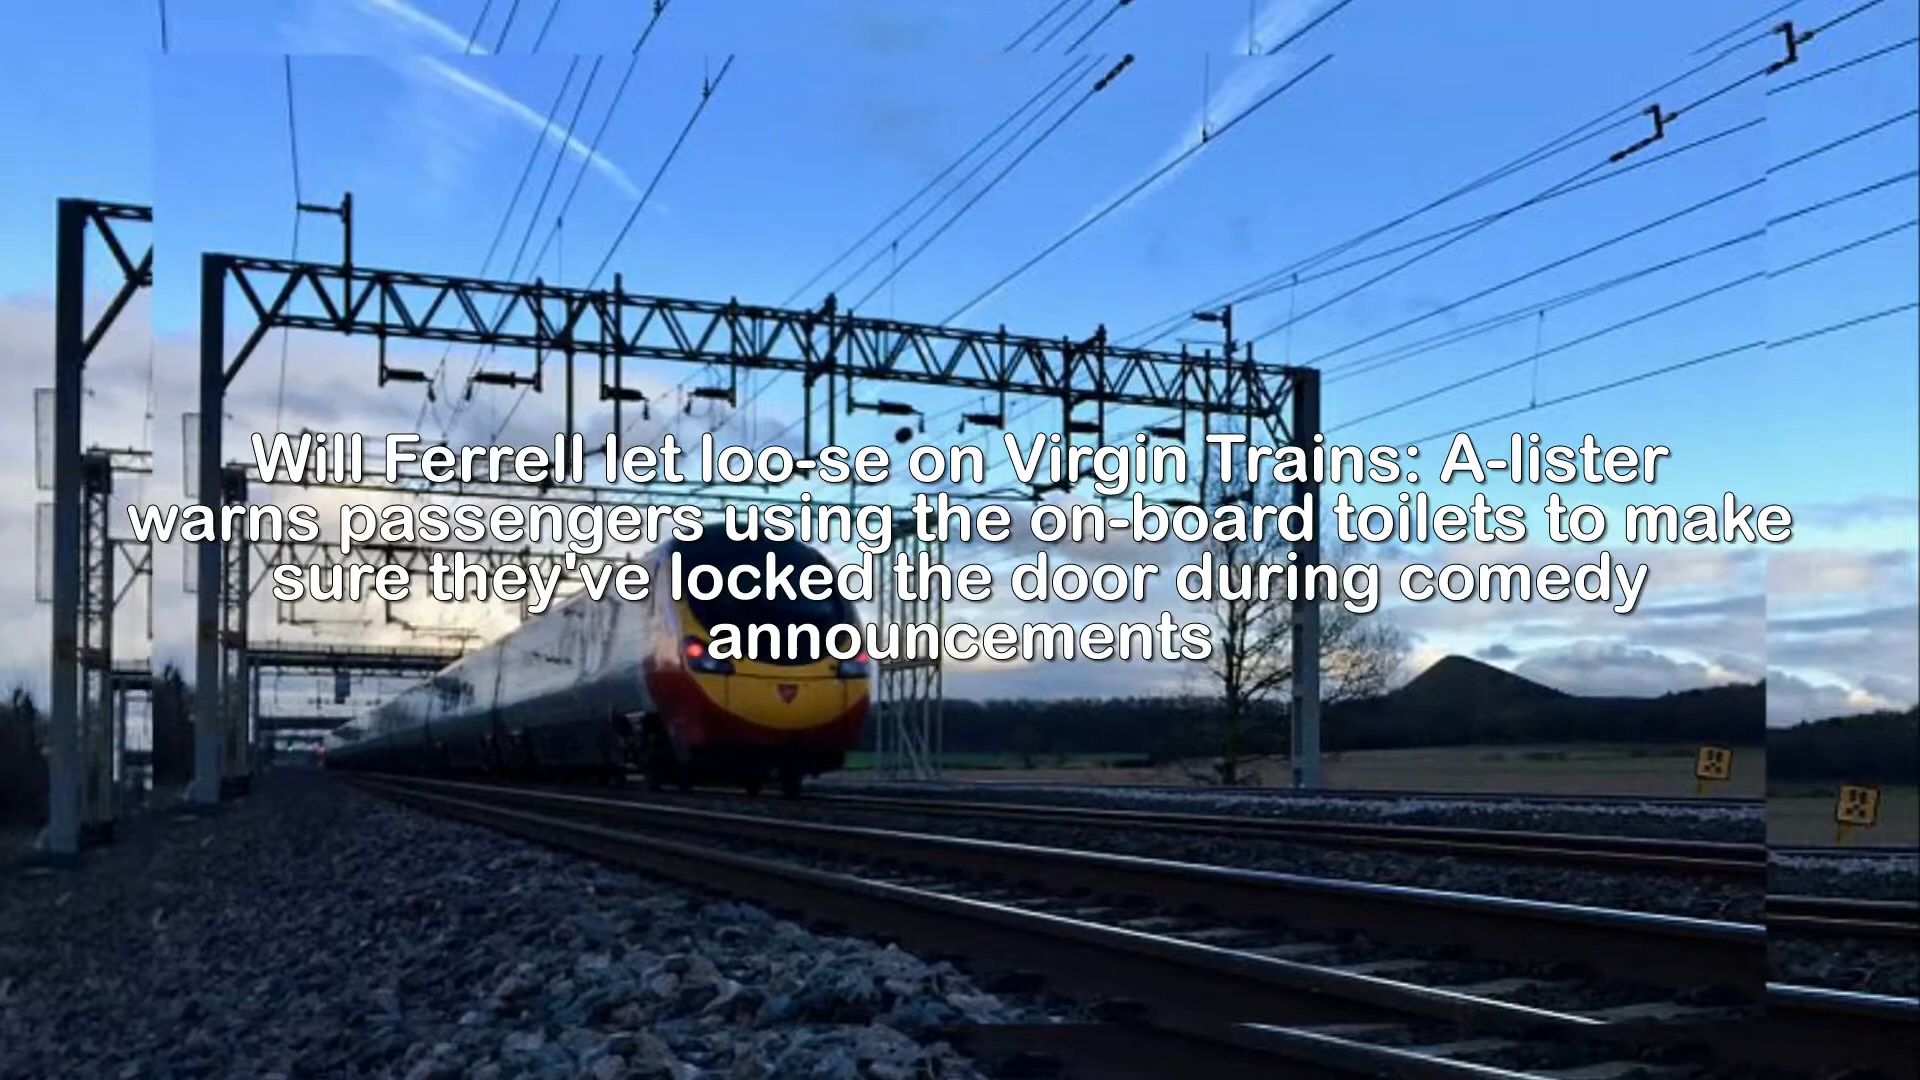 Will Ferrell let loo-se on Virgin Trains: A-lister
warns passengers using the on-board toilets to make
sure they've locked the door during comedy
announcements